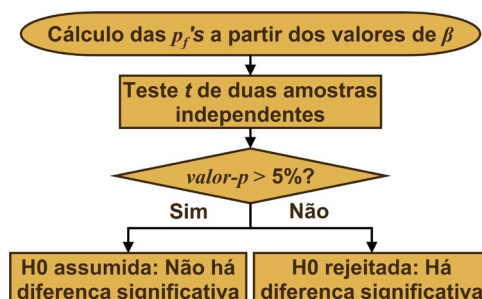 Cálculo das p_f's a partir dos valores de β
Teste t de duas amostras
independentes
valor-p > 5%?
Sim
Não
H0 assumida: Não há
diferença significativa
H0 rejeitada: Há
diferença significativa